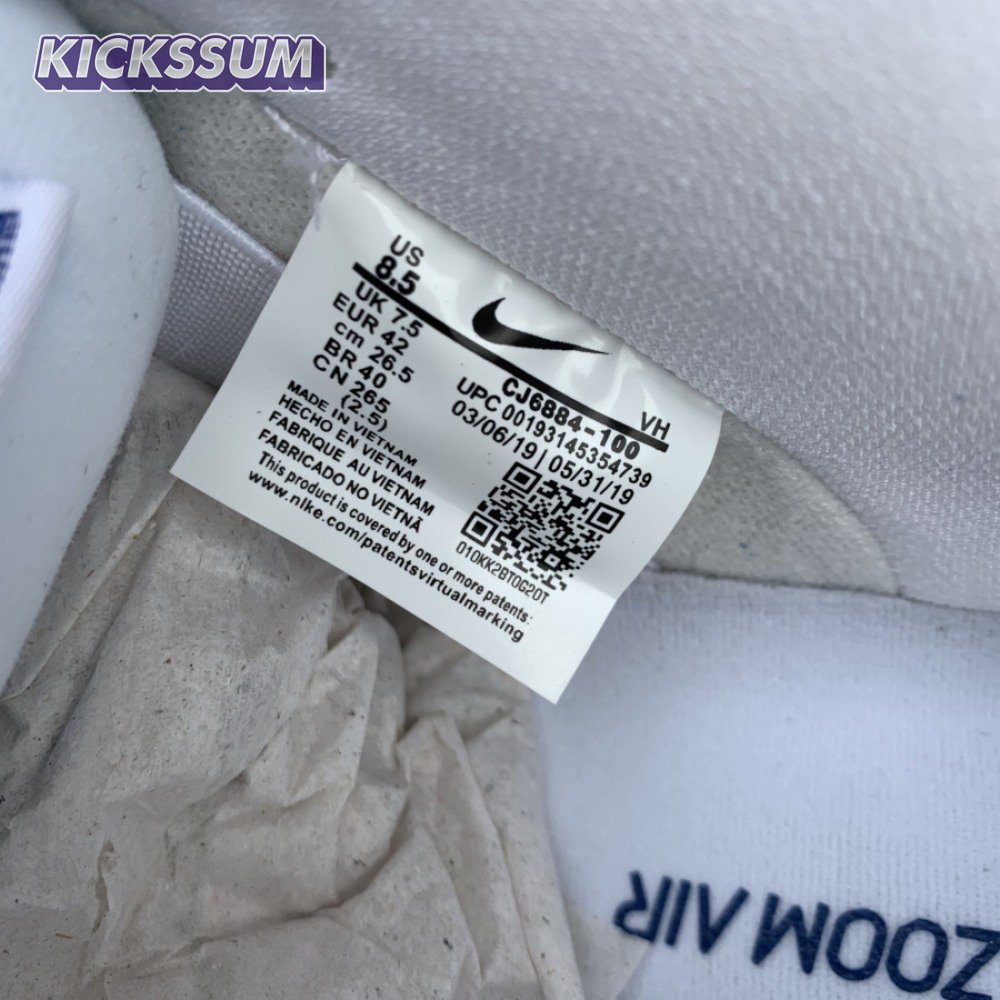 KICKSSUM
US
8.5
UK 7.5
EUR 42
cm 26.5
BR 40
CN 265
(2.5)
MADE IN VIETNAM
HECHO EN VIETNAM
FABRIQUE AU VIETNAM
FABRICADO NO VIETNÃ
This product is covered by one or more patents:
www.nike.com/patentsvirtualmarking
CJ6884-100
VH
UPC 00193145354739
03/06/19 | 05/31/19
010KK2BT0G20T
ZOOM AIR